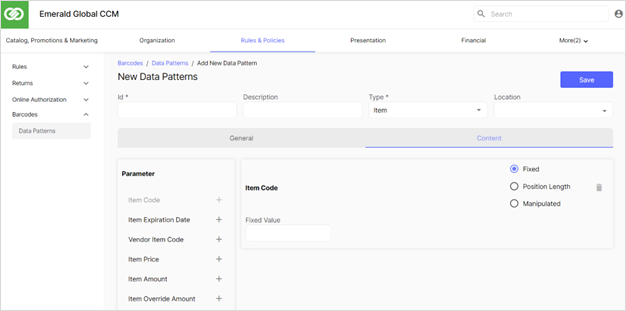 Emerald Global CCM
Search
Catalog, Promotions & Marketing Organization Rules & Policies Presentation Financial More(2)
Rules
Returns
Online Authorization
Barcodes
Data Patterns
Barcodes / Data Patterns / Add New Data Pattern
New Data Patterns
Save
Id * Description Type * Location
Item
General Content
Parameter
Item Code
Item Expiration Date
Vendor Item Code
Item Price
Item Amount
Item Override Amount
Item Code
Fixed
Position Length
Manipulated
Fixed Value